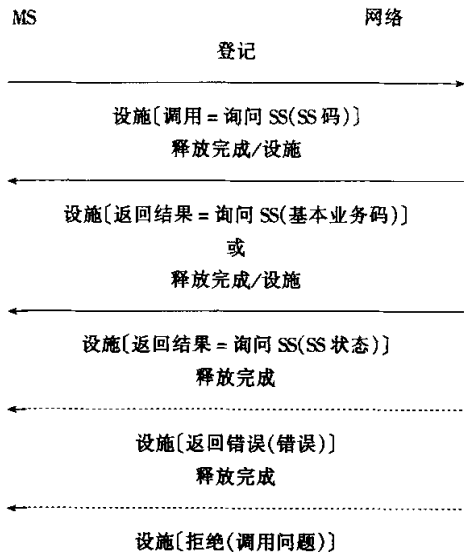 MS 网络
登记
设施〔调用 = 询问 SS(SS 码)〕
释放完成/设施
设施〔返回结果 = 询问 SS(基本业务码)〕
或
释放完成/设施
设施〔返回结果 = 询问 SS(SS 状态)〕
释放完成
设施〔返回错误(错误)〕
释放完成
设施〔拒绝(调用问题)〕